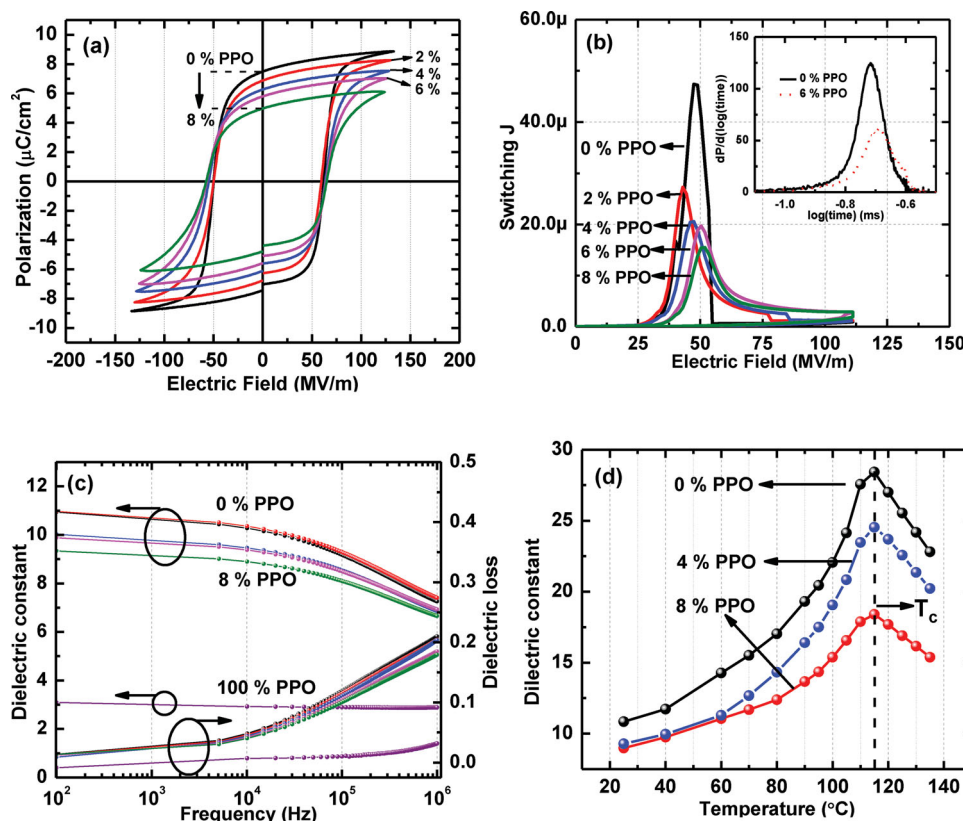 (a)
0 % PPO
2 %
4 %
6 %
8 %
10
8
6
4
2
0
-2
-4
-6
-8
-10
-200 -150 -100 -50 0 50 100 150 200
Polarization (µC/cm²)
Electric Field (MV/m)
(b)
60.0µ
40.0µ
20.0µ
0.0
Switching J
0 % PPO
2 % PPO
4 % PPO
6 % PPO
8 % PPO
0 25 50 75 100 125 150
Electric Field (MV/m)
150
100
50
0
dP/d(log(time)
0 % PPO
6 % PPO
-1.0 -0.8 -0.6
log(time) (ms)
(c)
12
10
8
6
4
2
0
Dielectric constant
0 % PPO
8 % PPO
100 % PPO
0.5
0.4
0.3
0.2
0.1
0.0
Dielectric loss
10² 10³ 10⁴ 10⁵ 10⁶
Frequency (Hz)
(d)
30
25
20
15
10
Dilectric constant
0 % PPO
4 % PPO
8 % PPO
Tc
20 40 60 80 100 120 140
Temperature (°C)